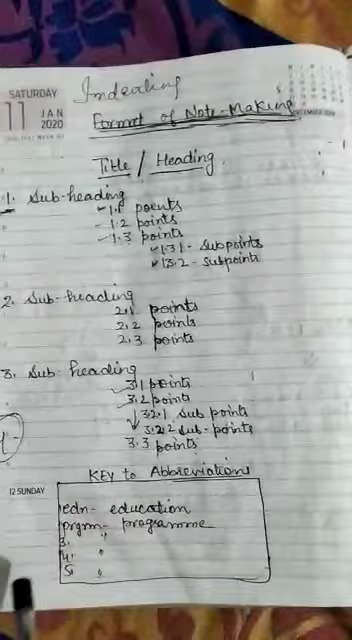 SATURDAY
11 JAN
2020
Indenting
Format of Note-Making
Title / Heading
1. Sub-heading
1.1 points
1.2 points
1.3 points
1.3.1 - Subpoints
1.3.2 - subpoints
2. Sub-heading
2.1 points
2.2 points
2.3 points
3. Sub-heading
3.1 points
3.2 points
3.2.1 Sub points
3.2.2 Sub-points
3.3 points
KEY to Abbreviations
12 SUNDAY
edn- education
prgm- programme
3. "
4. "
5. "